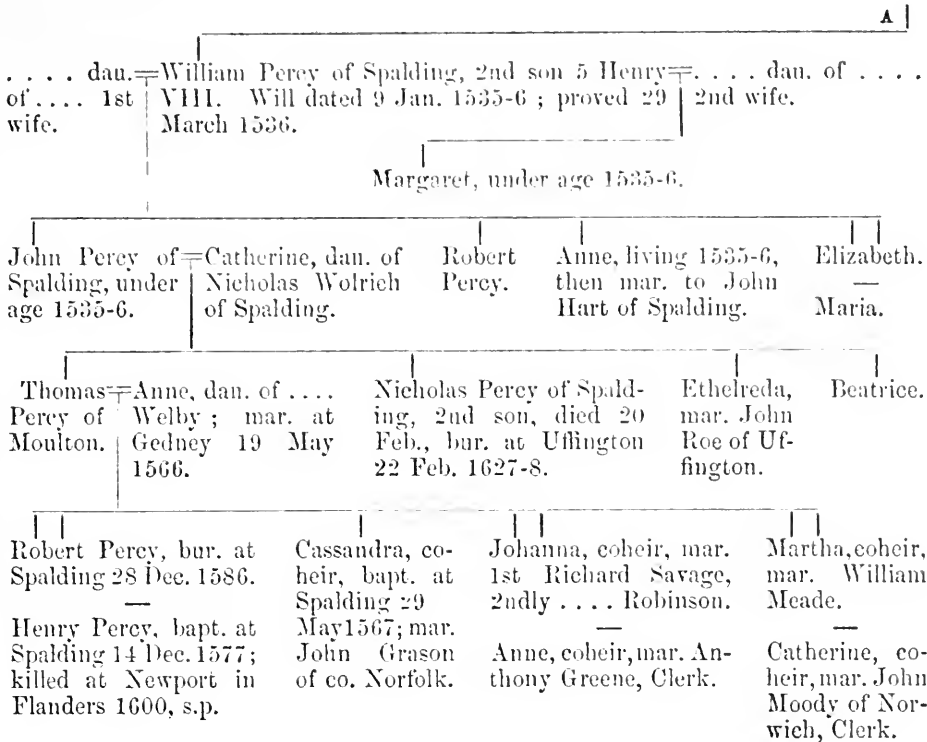 A
. . . . dau.=William Percy of Spalding, 2nd son 5 Henry=. . . . dau. of . . . .
of . . . . 1st VIII. Will dated 9 Jan. 1535-6 ; proved 29 2nd wife.
wife. March 1536.
Margaret, under age 1535-6.
John Percy of=Catherine, dau. of
Spalding, under Nicholas Wolrich
age 1535-6. of Spalding.
Robert
Percy.
Anne, living 1535-6,
then mar. to John
Hart of Spalding.
Elizabeth.
—
Maria.
Thomas=Anne, dau. of . . . .
Percy of Welby ; mar. at
Moulton. Gedney 19 May
1566.
Nicholas Percy of Spald-
ing, 2nd son, died 20
Feb., bur. at Uffington
22 Feb. 1627-8.
Ethelreda,
mar. John
Roe of Uf-
fington.
Beatrice.
Robert Percy, bur. at
Spalding 28 Dec. 1586.
—
Henry Percy, bapt. at
Spalding 14 Dec. 1577;
killed at Newport in
Flanders 1600, s.p.
Cassandra, co-
heir, bapt. at
Spalding 29
May 1567; mar.
John Grason
of co. Norfolk.
Johanna, coheir, mar.
1st Richard Savage,
2ndly . . . . Robinson.
—
Anne, coheir, mar. An-
thony Greene, Clerk.
Martha, coheir,
mar. William
Meade.
—
Catherine, co-
heir, mar. John
Moody of Nor-
wich, Clerk.